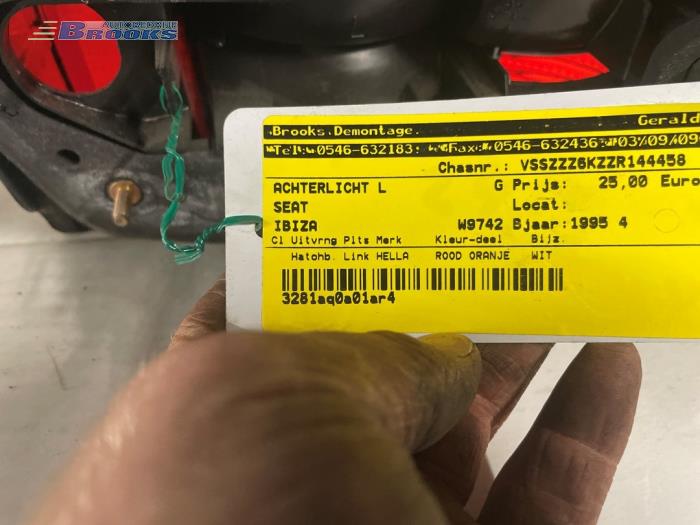 AUTOBEDRIJF
BROOKS
Brooks Demontage. Gerald
Tel: 0546-632183: Fax: 0546-632436 03/09/09
Chasnr.: VSSZZZ6KZZR144458
ACHTERLICHT L G Prijs: 25,00 Euro
SEAT Locat:
IBIZA W9742 Bjaar:1995 4
Cl Uitvrng Plts Merk Kleur-deel Bijz.
Hatchb. Link HELLA ROOD ORANJE WIT
3281aq0a01ar4